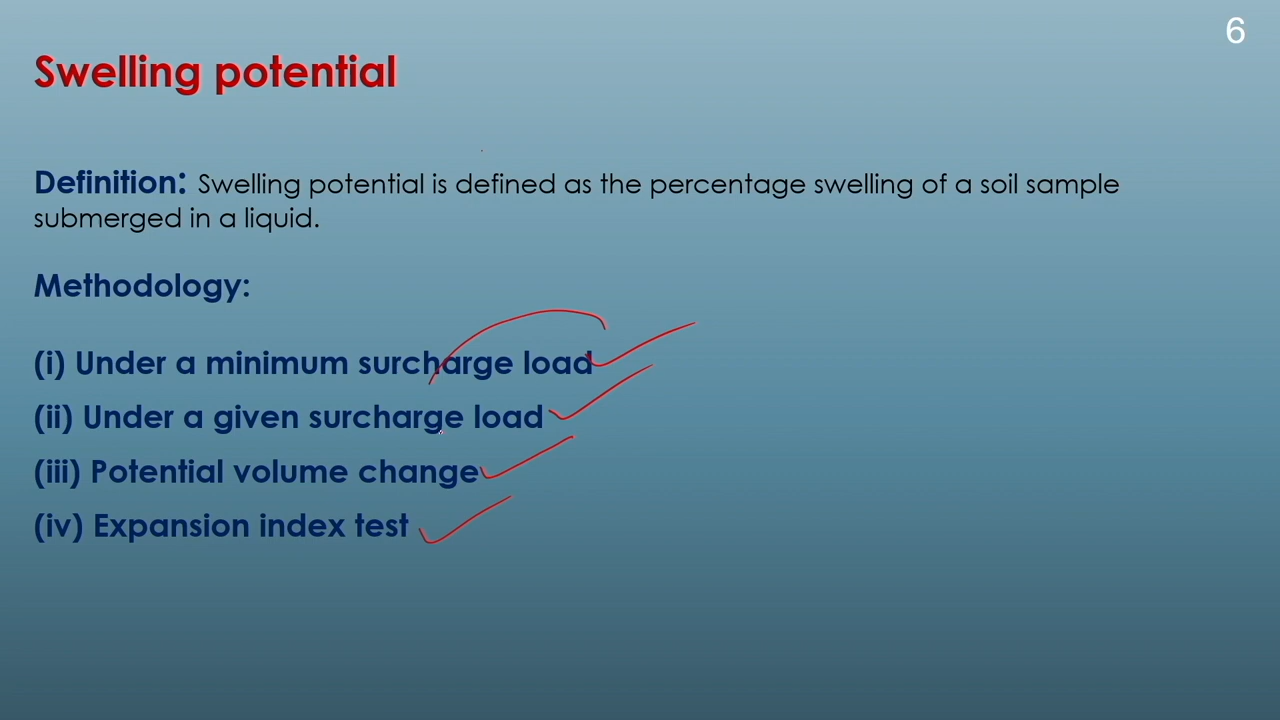 6
Swelling potential
Definition: Swelling potential is defined as the percentage swelling of a soil sample
submerged in a liquid.
Methodology:
(i) Under a minimum surcharge load
(ii) Under a given surcharge load
(iii) Potential volume change
(iv) Expansion index test